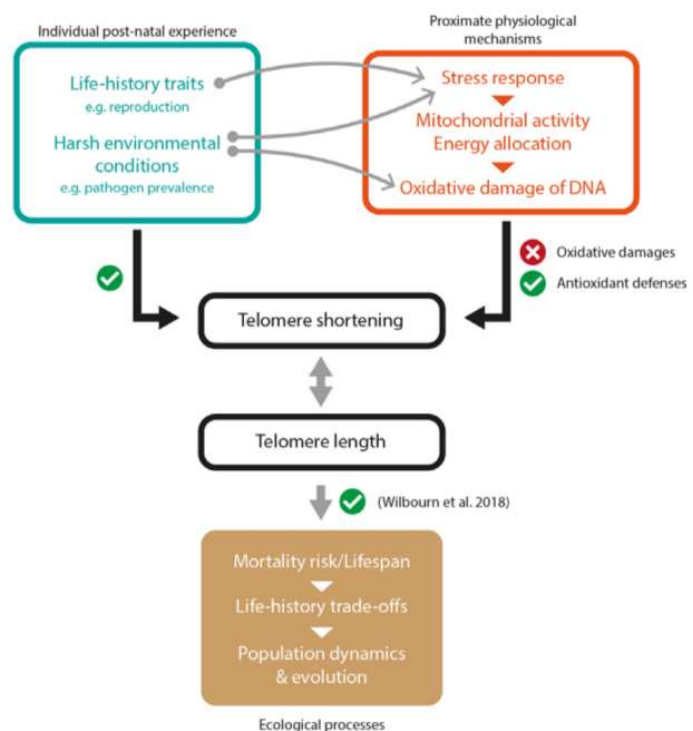 Individual post-natal experience
Proximate physiological
mechanisms
Life-history traits
e.g. reproduction
Harsh environmental
conditions
e.g. pathogen prevalence
Stress response
Mitochondrial activity
Energy allocation
Oxidative damage of DNA
Oxidative damages
Antioxidant defenses
Telomere shortening
Telomere length
(Wilbourn et al. 2018)
Mortality risk/Lifespan
Life-history trade-offs
Population dynamics
& evolution
Ecological processes